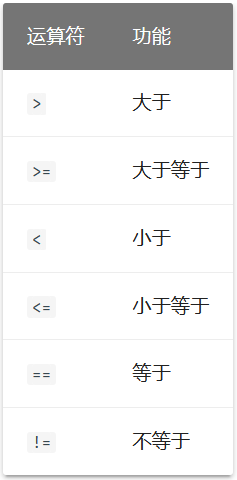 运算符 功能
> 大于
>= 大于等于
< 小于
<= 小于等于
== 等于
!= 不等于